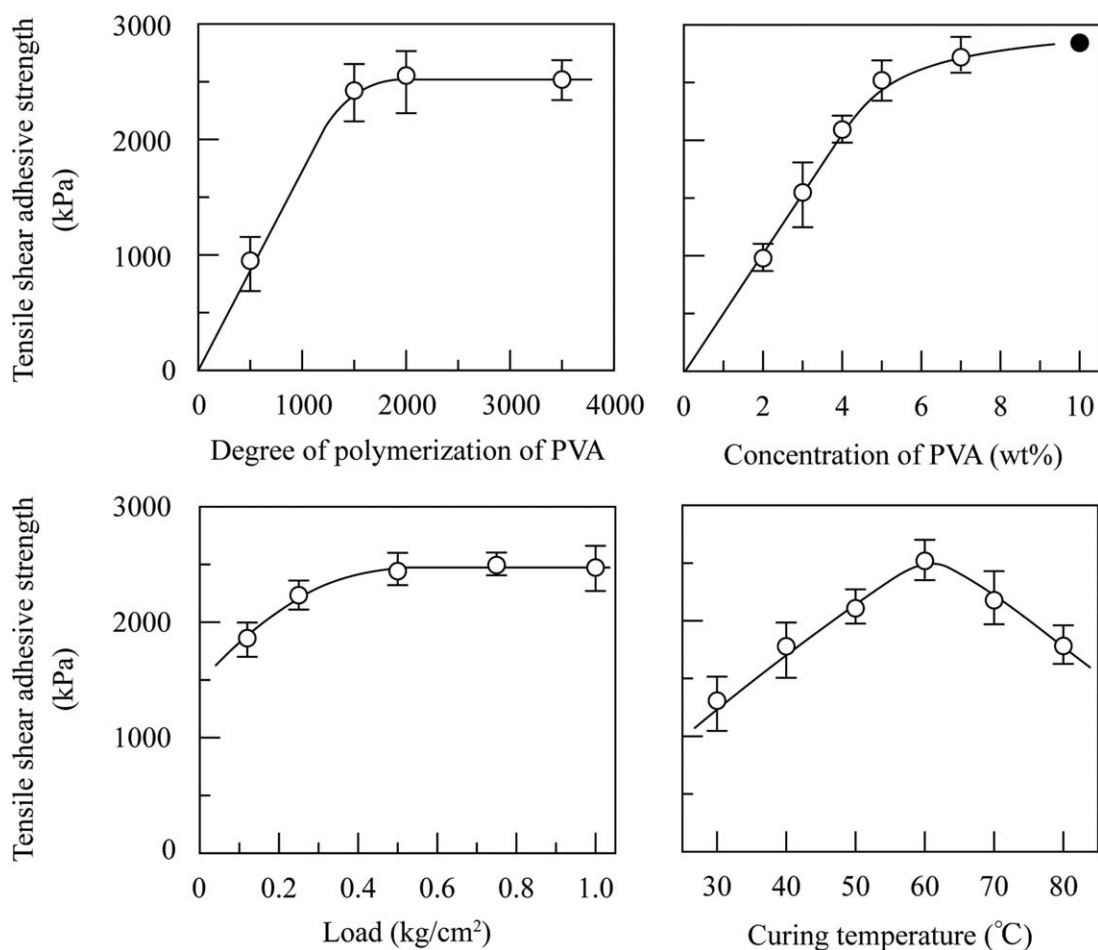 Tensile shear adhesive strength
(kPa)
3000
2000
1000
0
0 1000 2000 3000 4000
Degree of polymerization of PVA
0 2 4 6 8 10
Concentration of PVA (wt%)
Tensile shear adhesive strength
(kPa)
3000
2000
1000
0
0 0.2 0.4 0.6 0.8 1.0
Load (kg/cm²)
30 40 50 60 70 80
Curing temperature (℃)